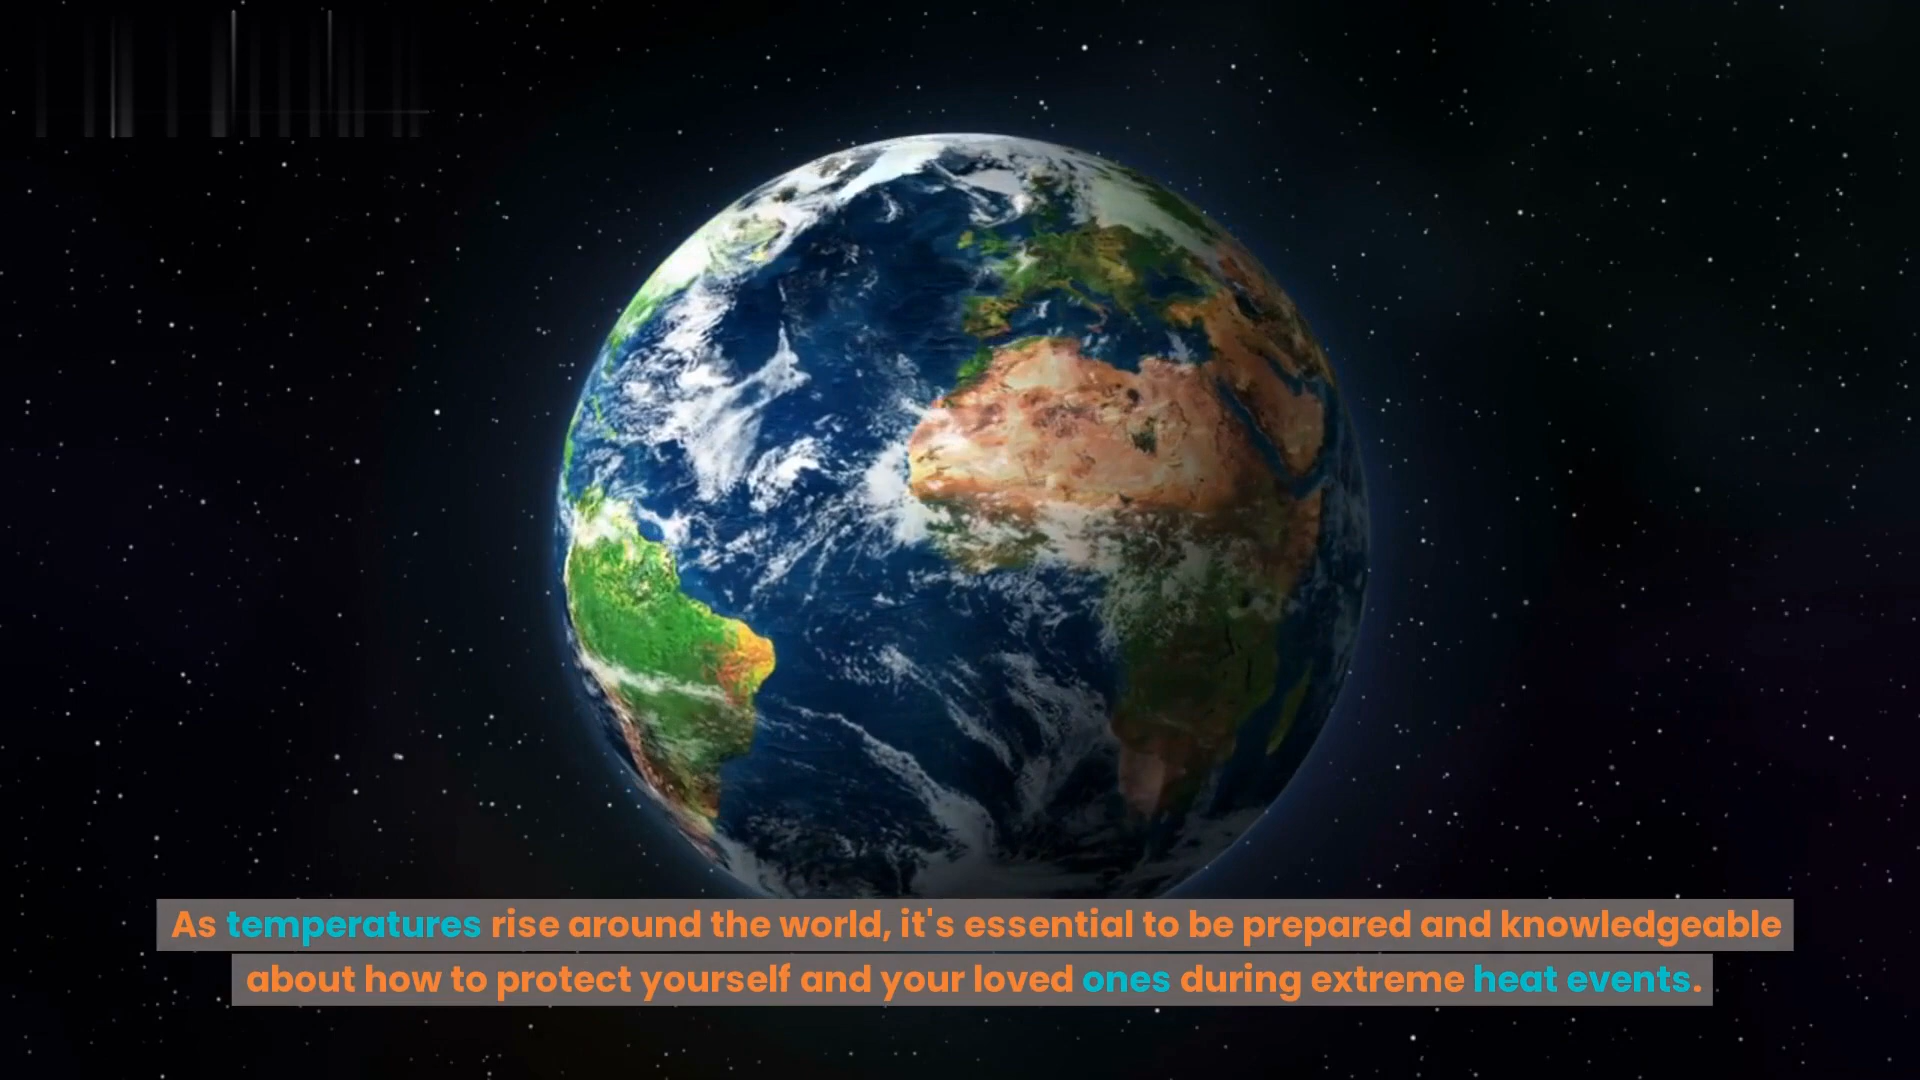 As temperatures rise around the world, it's essential to be prepared and knowledgeable
about how to protect yourself and your loved ones during extreme heat events.